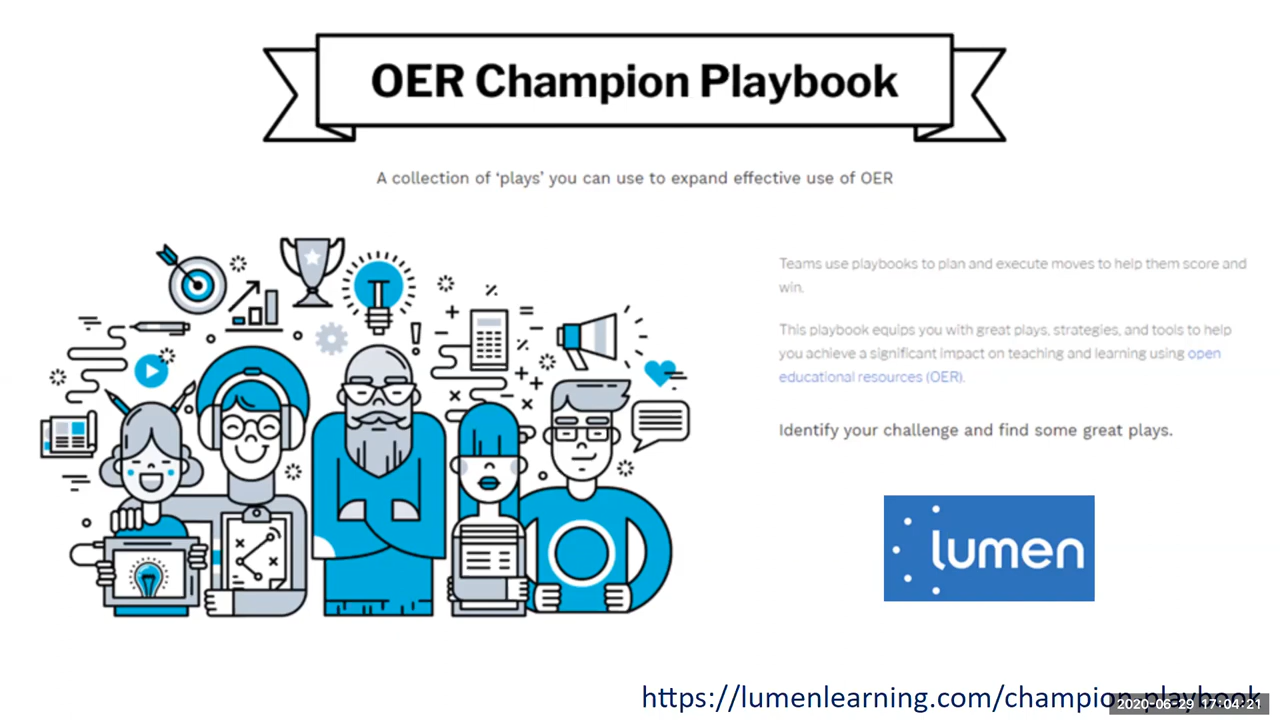 OER Champion Playbook
A collection of ‘plays’ you can use to expand effective use of OER
Teams use playbooks to plan and execute moves to help them score and
win.
This playbook equips you with great plays, strategies, and tools to help
you achieve a significant impact on teaching and learning using open
educational resources (OER).
Identify your challenge and find some great plays.
lumen
https://lumenlearning.com/champion-playbook
2020-06-29 17:04:21